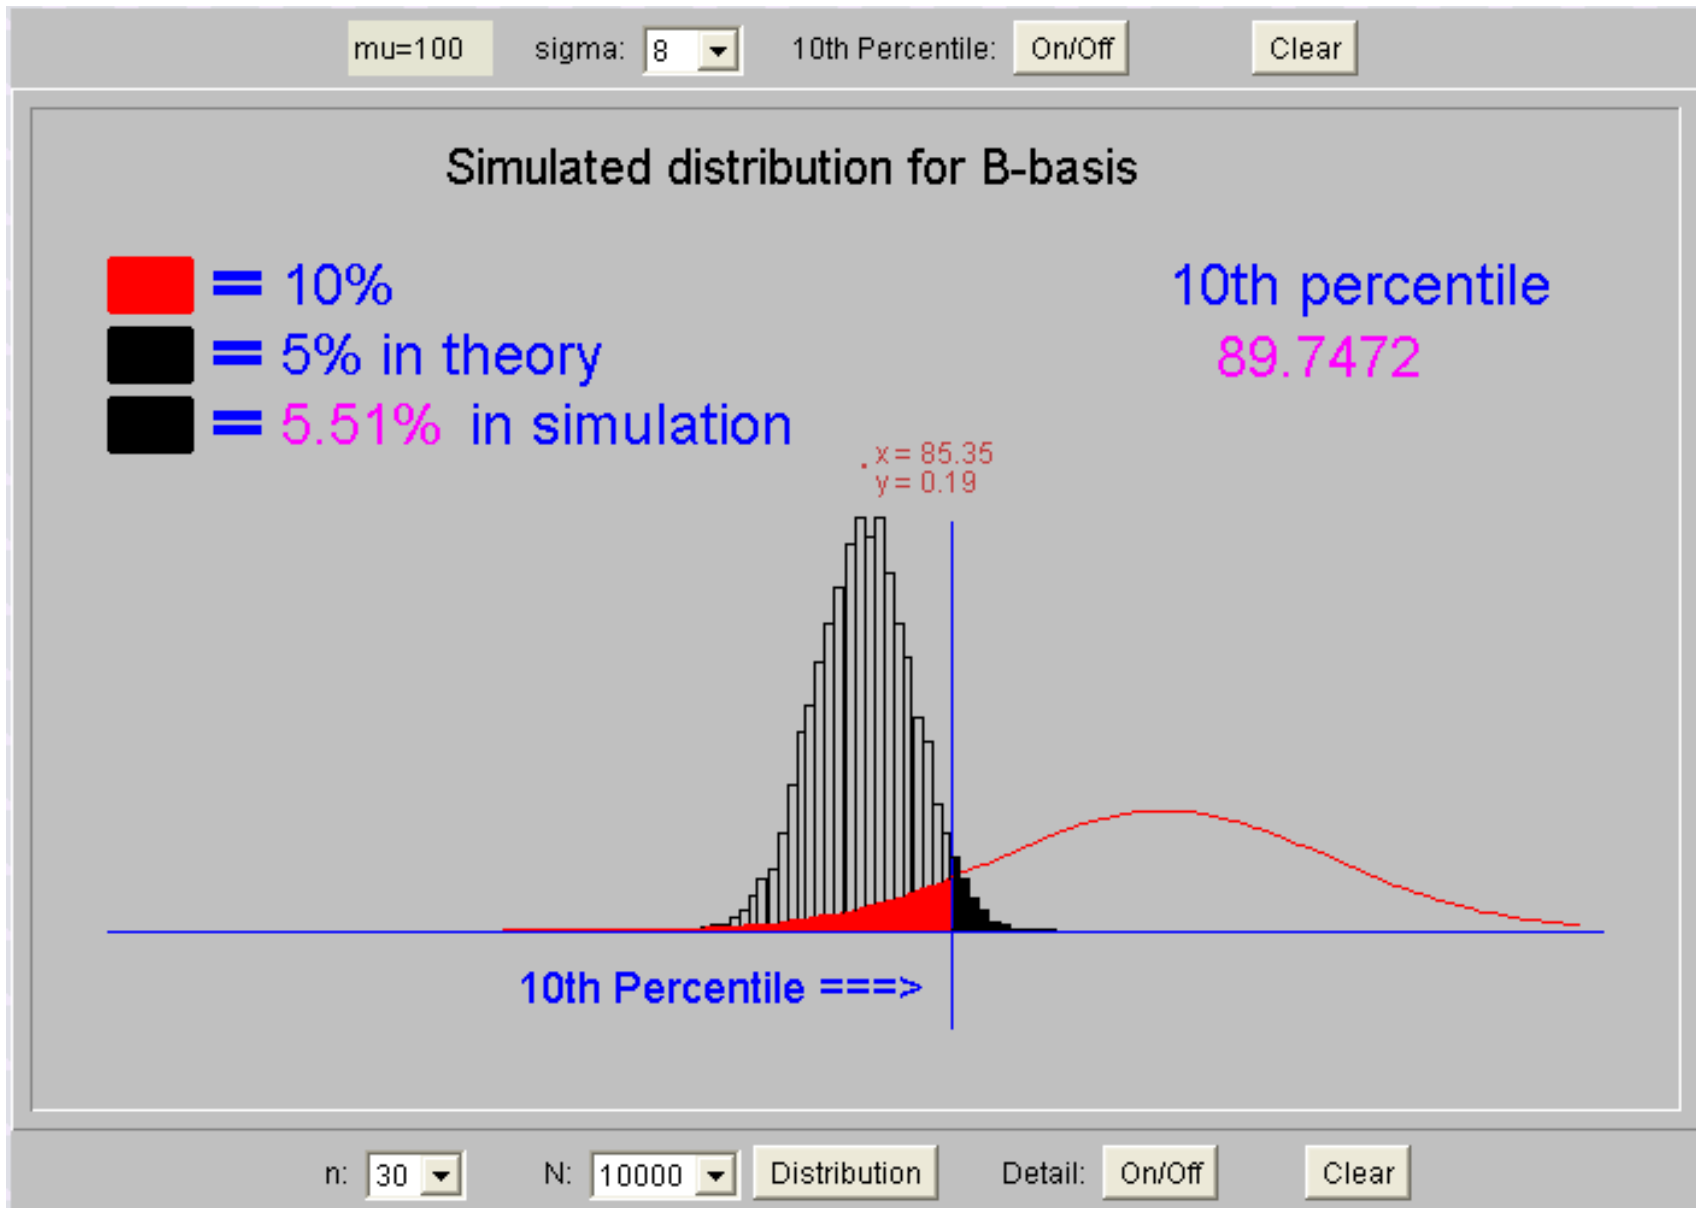 mu=100 sigma: 8 10th Percentile: On/Off Clear
Simulated distribution for B-basis
= 10%
10th percentile
= 5% in theory
89.7472
= 5.51% in simulation
x = 85.35
y = 0.19
10th Percentile ===>
n: 30 N: 10000 Distribution Detail: On/Off Clear